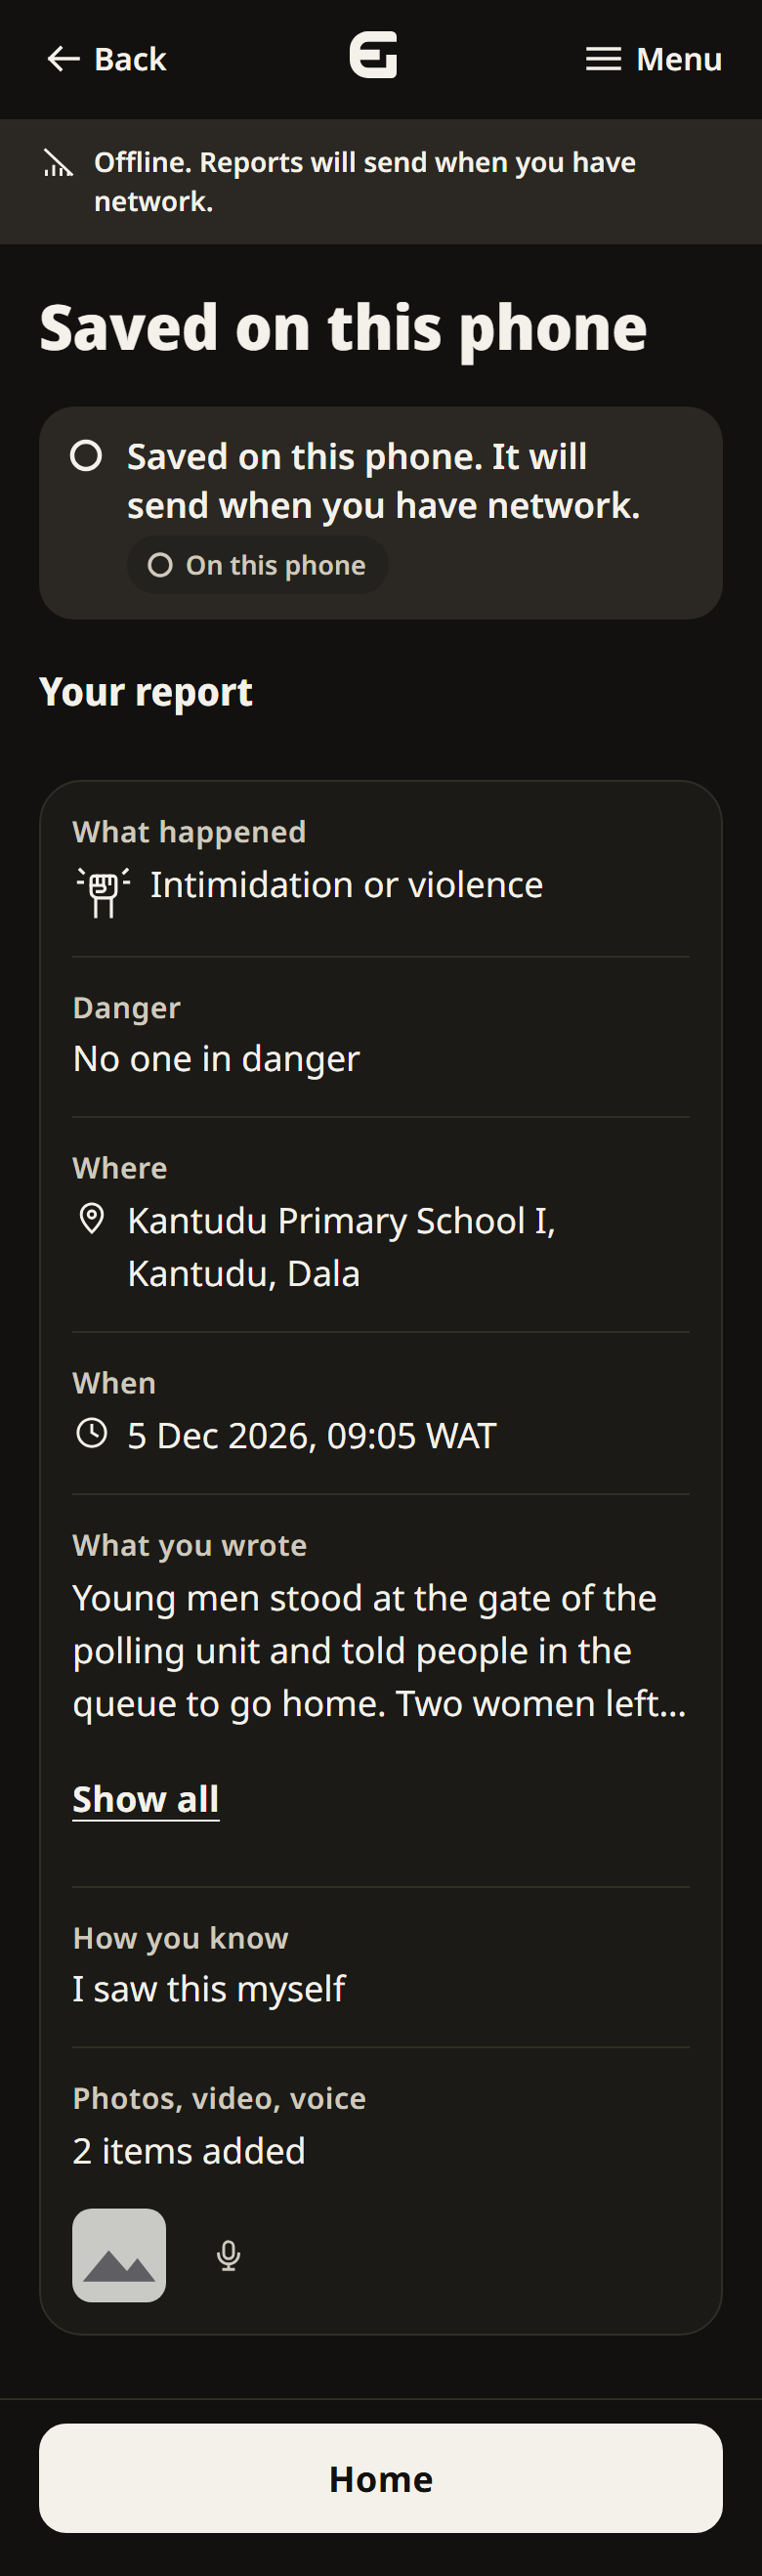 Back
Menu
Offline. Reports will send when you have
network.
Saved on this phone
Saved on this phone. It will
send when you have network.
On this phone
Your report
What happened
Intimidation or violence
Danger
No one in danger
Where
Kantudu Primary School I,
Kantudu, Dala
When
5 Dec 2026, 09:05 WAT
What you wrote
Young men stood at the gate of the
polling unit and told people in the
queue to go home. Two women left...
Show all
How you know
I saw this myself
Photos, video, voice
2 items added
Home